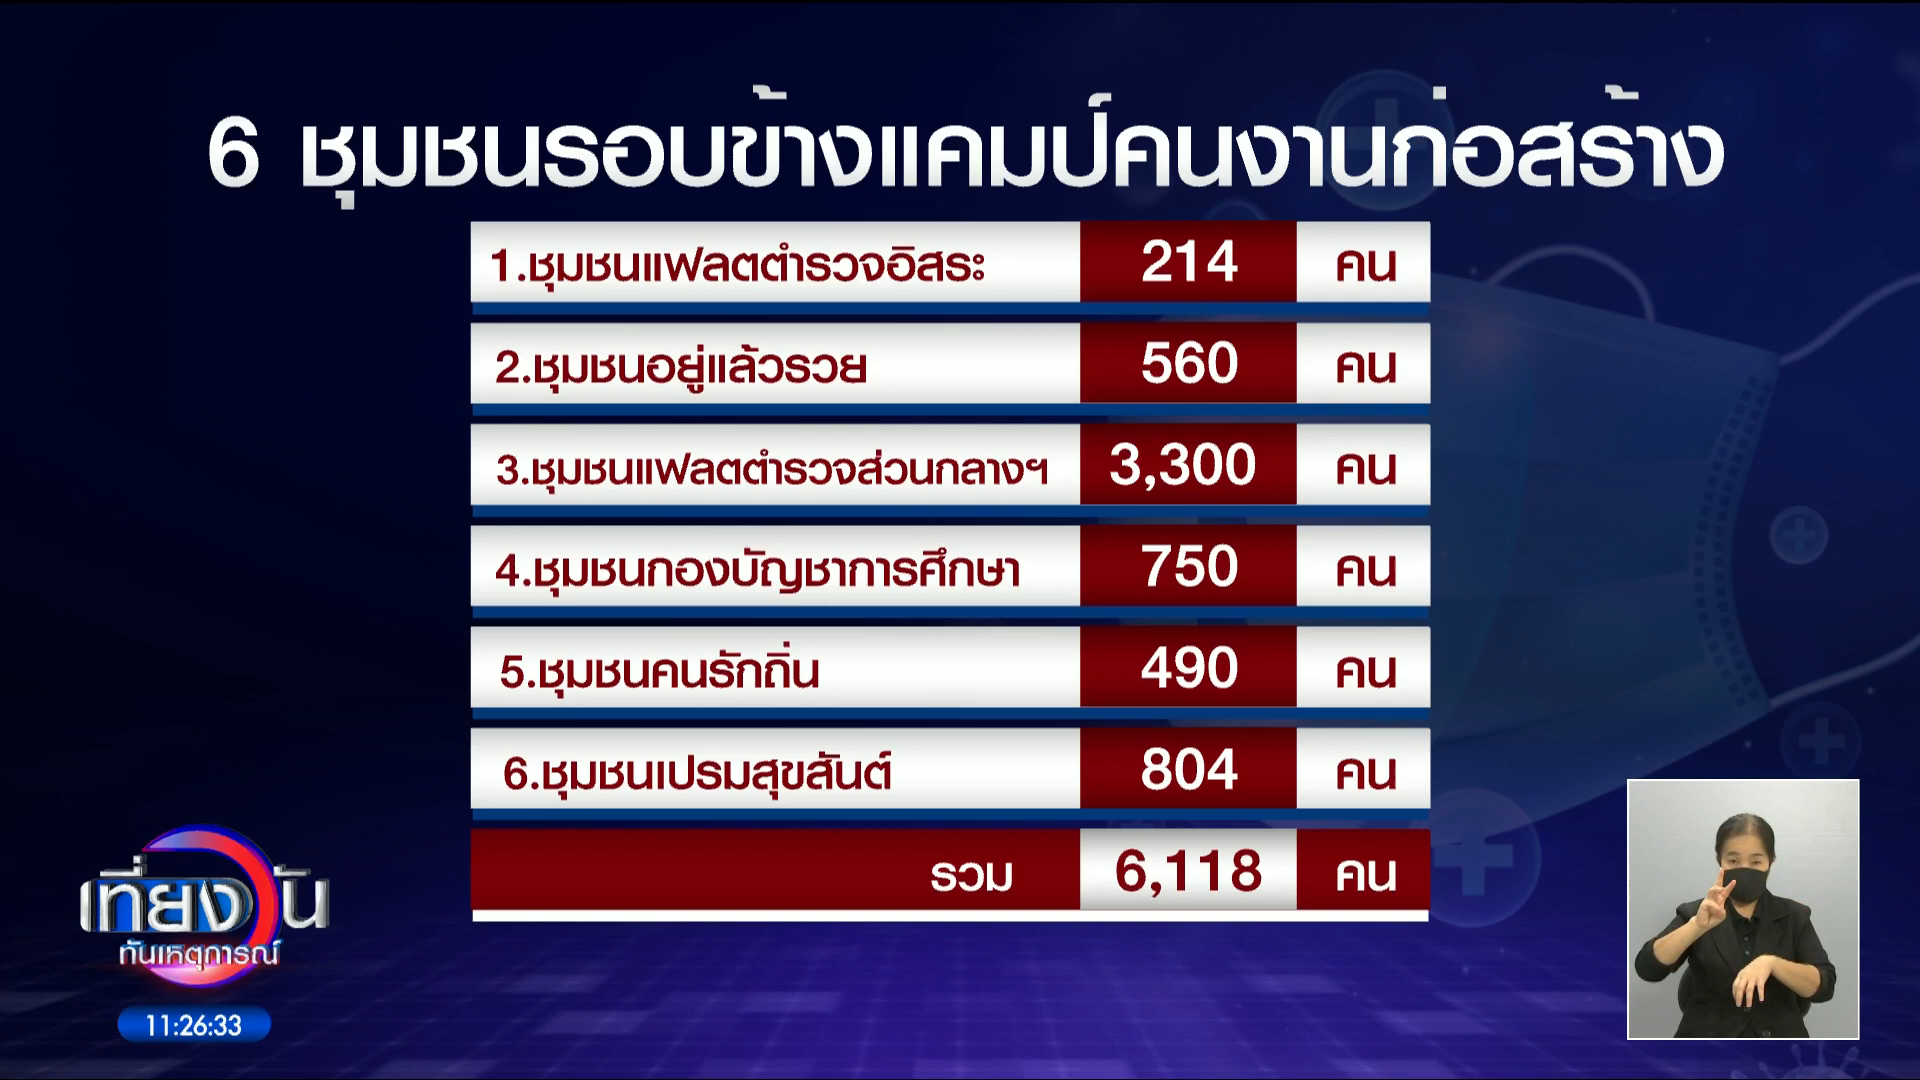 6 ชุมชนรอบข้างแคมป์คนงานก่อสร้าง
1.ชุมชนแฟลตตำรวจอิสระ 214 คน
2.ชุมชนอยู่แล้วรวย 560 คน
3.ชุมชนแฟลตตำรวจส่วนกลางฯ 3,300 คน
4.ชุมชนกองบัญชาการศึกษา 750 คน
5.ชุมชนคนรักถิ่น 490 คน
6.ชุมชนเปรมสุขสันต์ 804 คน
รวม 6,118 คน
เที่ยงวัน
ทันเหตุการณ์
11:26:33